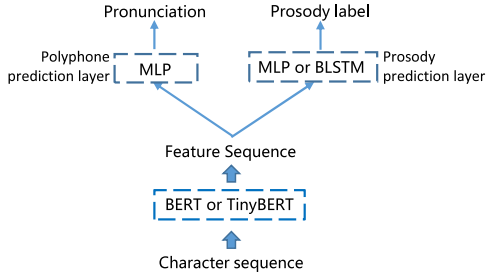 Pronunciation
Prosody label
Polyphone
prediction layer
MLP
MLP or BLSTM
Prosody
prediction layer
Feature Sequence
BERT or TinyBERT
Character sequence